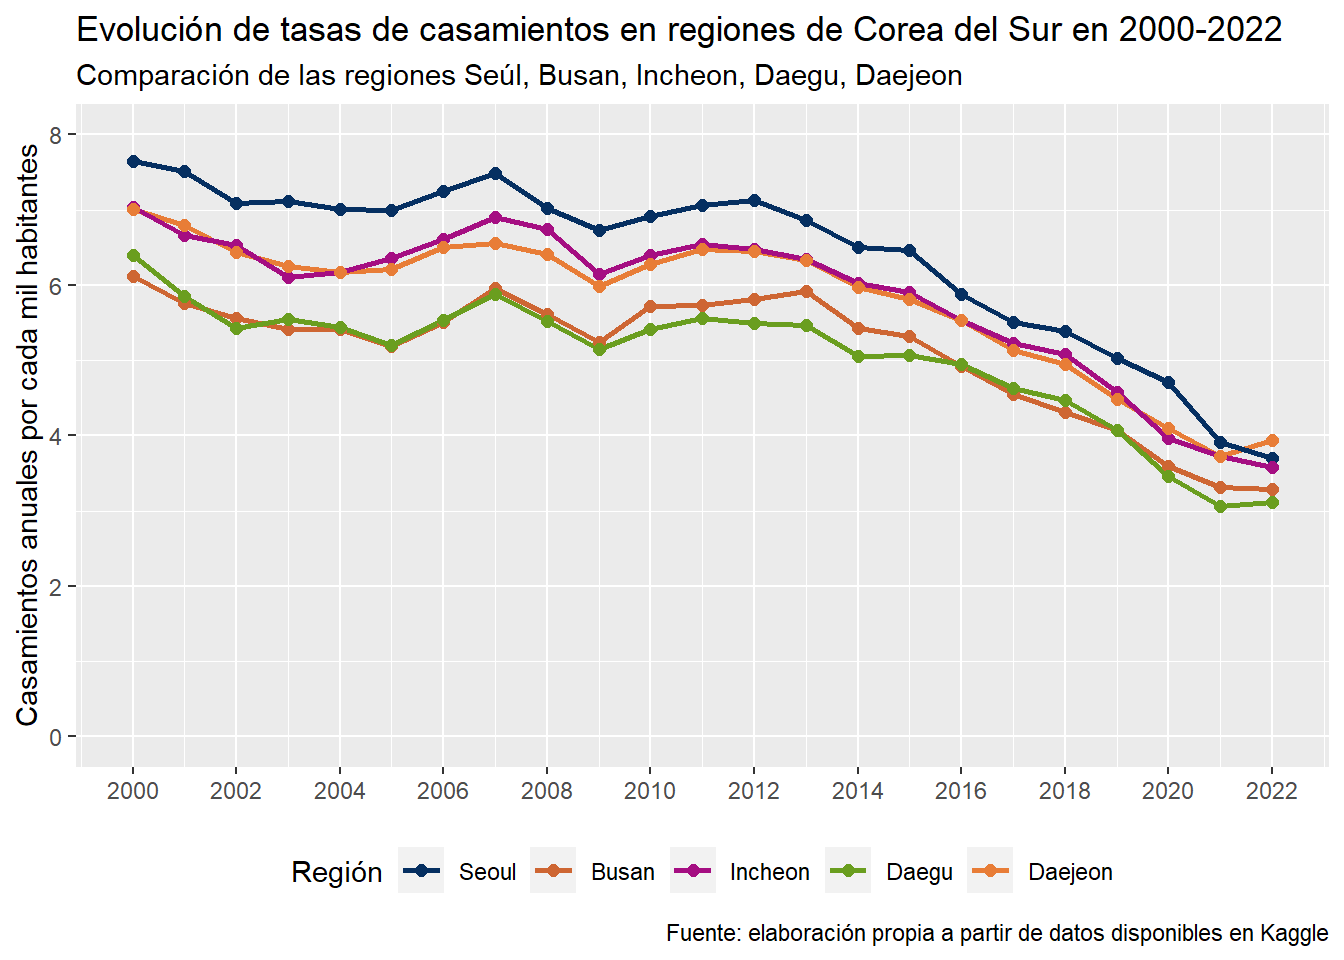 Evolución de tasas de casamientos en regiones de Corea del Sur en 2000-2022
Comparación de las regiones Seúl, Busan, Incheon, Daegu, Daejeon
Casamientos anuales por cada mil habitantes
8
6
4
2
0
2000 2002 2004 2006 2008 2010 2012 2014 2016 2018 2020 2022
Región Seoul Busan Incheon Daegu Daejeon
Fuente: elaboración propia a partir de datos disponibles en Kaggle